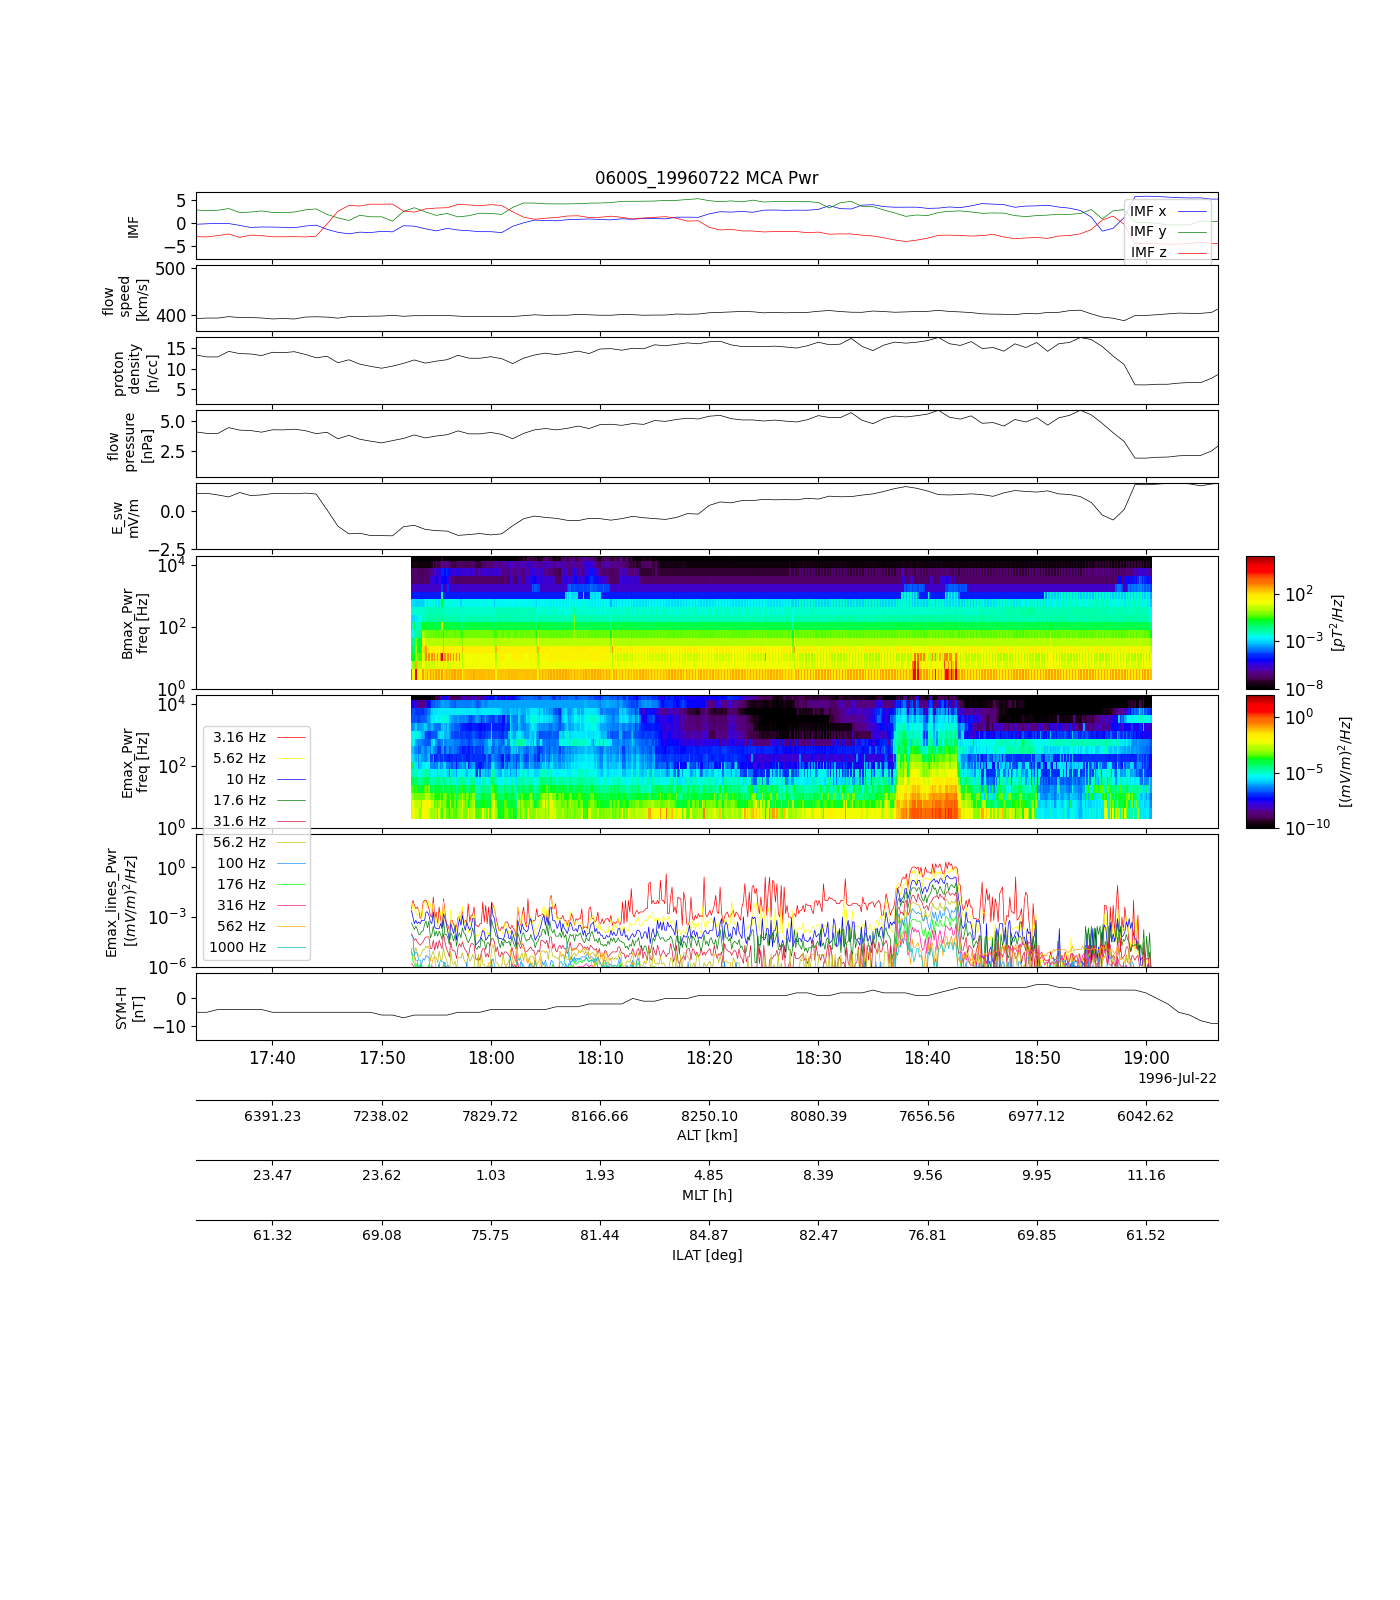 0600S_19960722 MCA Pwr
5
0
−5
IMF
IMF x
IMF y
IMF z
500
400
flow
speed
[km/s]
15
10
5
proton
density
[n/cc]
5.0
2.5
flow
pressure
[nPa]
0.0
−2.5
E_sw
mV/m
10^4
10^2
10^0
Bmax_Pwr
freq [Hz]
10^2
10^−3
10^−8
[pT^2/Hz]
10^4
10^2
10^0
Emax_Pwr
freq [Hz]
10^0
10^−5
10^−10
[(mV/m)^2/Hz]
3.16 Hz
5.62 Hz
10 Hz
17.6 Hz
31.6 Hz
56.2 Hz
100 Hz
176 Hz
316 Hz
562 Hz
1000 Hz
10^0
10^−3
10^−6
Emax_lines_Pwr
[(mV/m)^2/Hz]
0
−10
SYM-H
[nT]
17:40 17:50 18:00 18:10 18:20 18:30 18:40 18:50 19:00
1996-Jul-22
6391.23 7238.02 7829.72 8166.66 8250.10 8080.39 7656.56 6977.12 6042.62
ALT [km]
23.47 23.62 1.03 1.93 4.85 8.39 9.56 9.95 11.16
MLT [h]
61.32 69.08 75.75 81.44 84.87 82.47 76.81 69.85 61.52
ILAT [deg]